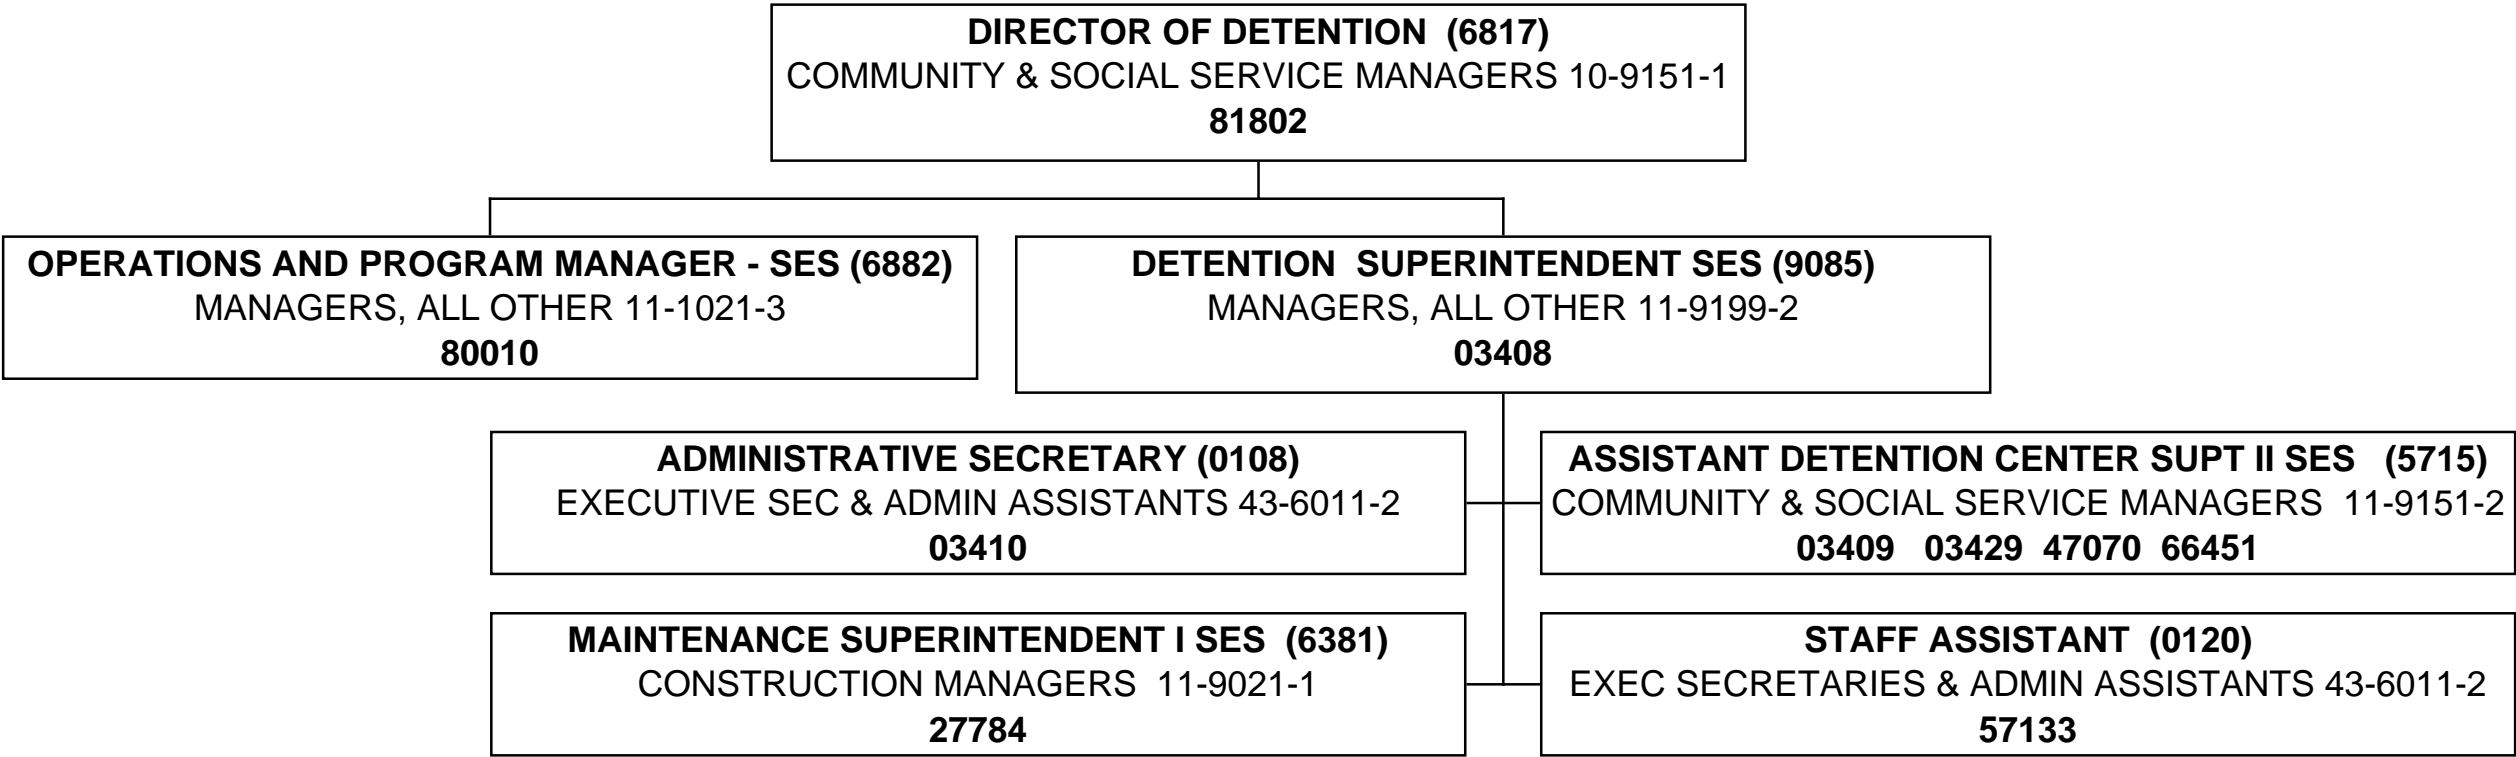 DIRECTOR OF DETENTION (6817)
COMMUNITY & SOCIAL SERVICE MANAGERS 10-9151-1
81802
OPERATIONS AND PROGRAM MANAGER - SES (6882)
MANAGERS, ALL OTHER 11-1021-3
80010
DETENTION SUPERINTENDENT SES (9085)
MANAGERS, ALL OTHER 11-9199-2
03408
ADMINISTRATIVE SECRETARY (0108)
EXECUTIVE SEC & ADMIN ASSISTANTS 43-6011-2
03410
ASSISTANT DETENTION CENTER SUPT II SES (5715)
COMMUNITY & SOCIAL SERVICE MANAGERS 11-9151-2
03409 03429 47070 66451
MAINTENANCE SUPERINTENDENT I SES (6381)
CONSTRUCTION MANAGERS 11-9021-1
27784
STAFF ASSISTANT (0120)
EXEC SECRETARIES & ADMIN ASSISTANTS 43-6011-2
57133